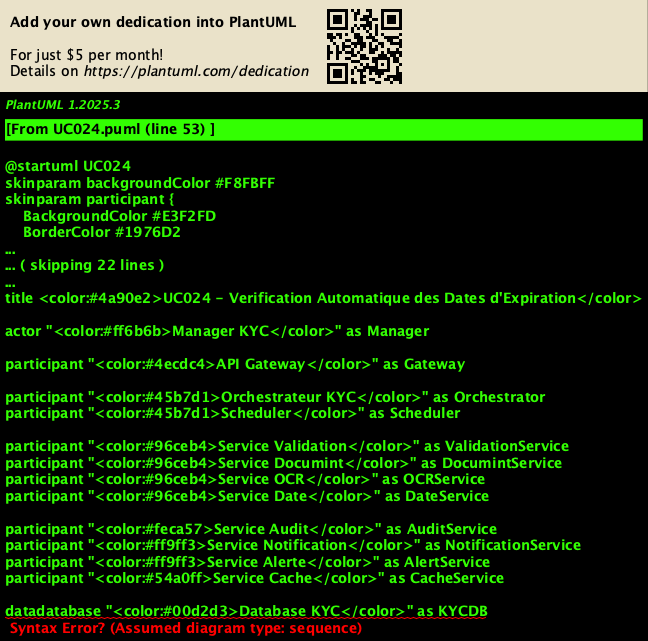 Add your own dedication into PlantUML
For just $5 per month!
Details on https://plantuml.com/dedication
PlantUML 1.2025.3
[From UC024.puml (line 53) ]
@startuml UC024
skinparam backgroundColor #F8FBFF
skinparam participant {
    BackgroundColor #E3F2FD
    BorderColor #1976D2
...
... ( skipping 22 lines )
...
title <color:#4a90e2>UC024 - Verification Automatique des Dates d'Expiration</color>
actor "<color:#ff6b6b>Manager KYC</color>" as Manager
participant "<color:#4ecdc4>API Gateway</color>" as Gateway
participant "<color:#45b7d1>Orchestrateur KYC</color>" as Orchestrator
participant "<color:#45b7d1>Scheduler</color>" as Scheduler
participant "<color:#96ceb4>Service Validation</color>" as ValidationService
participant "<color:#96ceb4>Service Documint</color>" as DocumintService
participant "<color:#96ceb4>Service OCR</color>" as OCRService
participant "<color:#96ceb4>Service Date</color>" as DateService
participant "<color:#feca57>Service Audit</color>" as AuditService
participant "<color:#ff9ff3>Service Notification</color>" as NotificationService
participant "<color:#ff9ff3>Service Alerte</color>" as AlertService
participant "<color:#54a0ff>Service Cache</color>" as CacheService
datadatabase "<color:#00d2d3>Database KYC</color>" as KYCDB
Syntax Error? (Assumed diagram type: sequence)